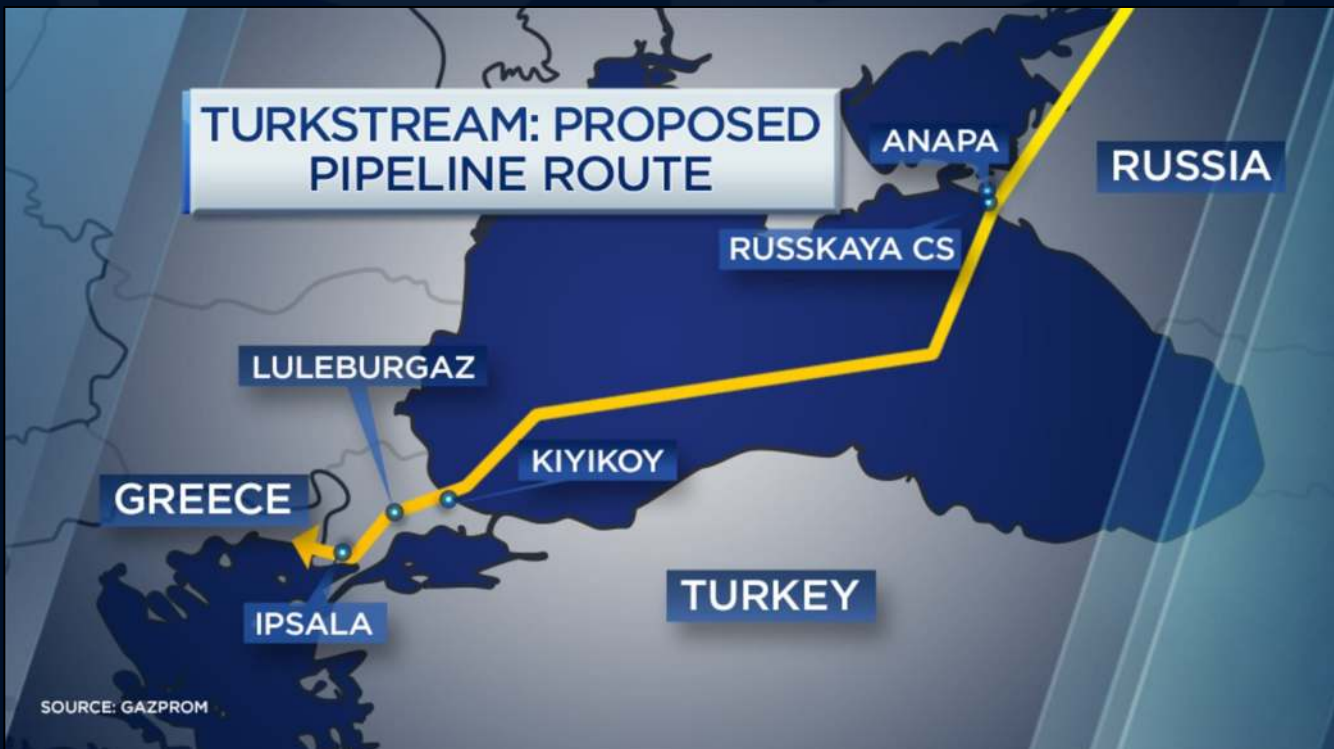 TURKSTREAM: PROPOSED
PIPELINE ROUTE
ANAPA
RUSSIA
RUSSKAYA CS
LULEBURGAZ
KIYIKOY
GREECE
TURKEY
IPSALA
SOURCE: GAZPROM